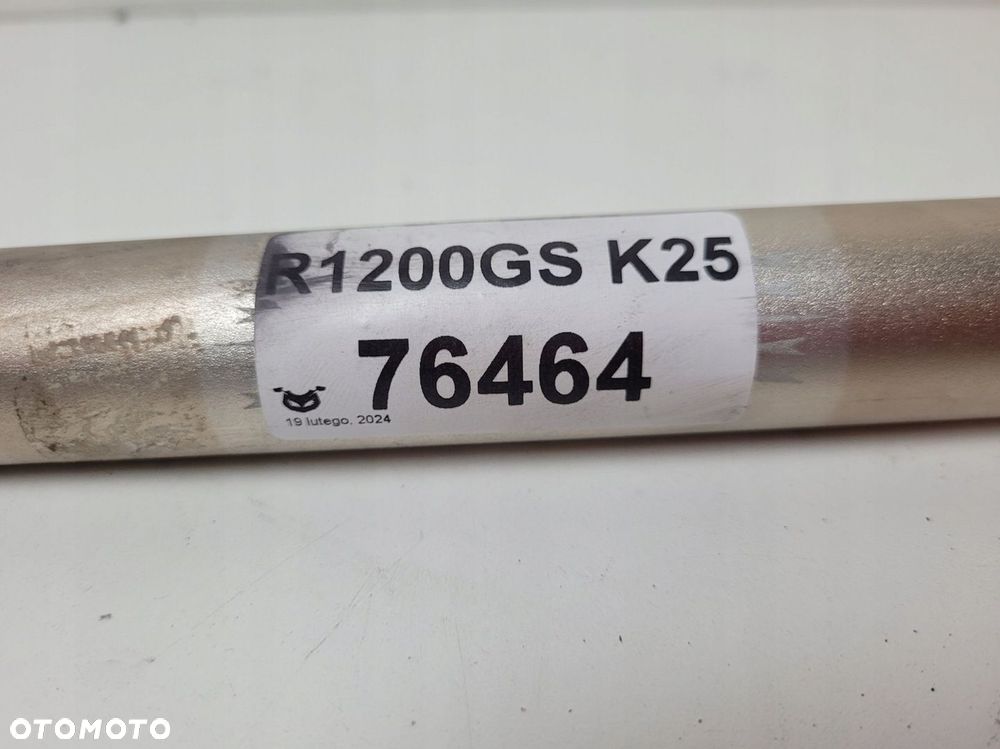 R1200GS K25
76464
19 lutego, 2024
OTOMOTO